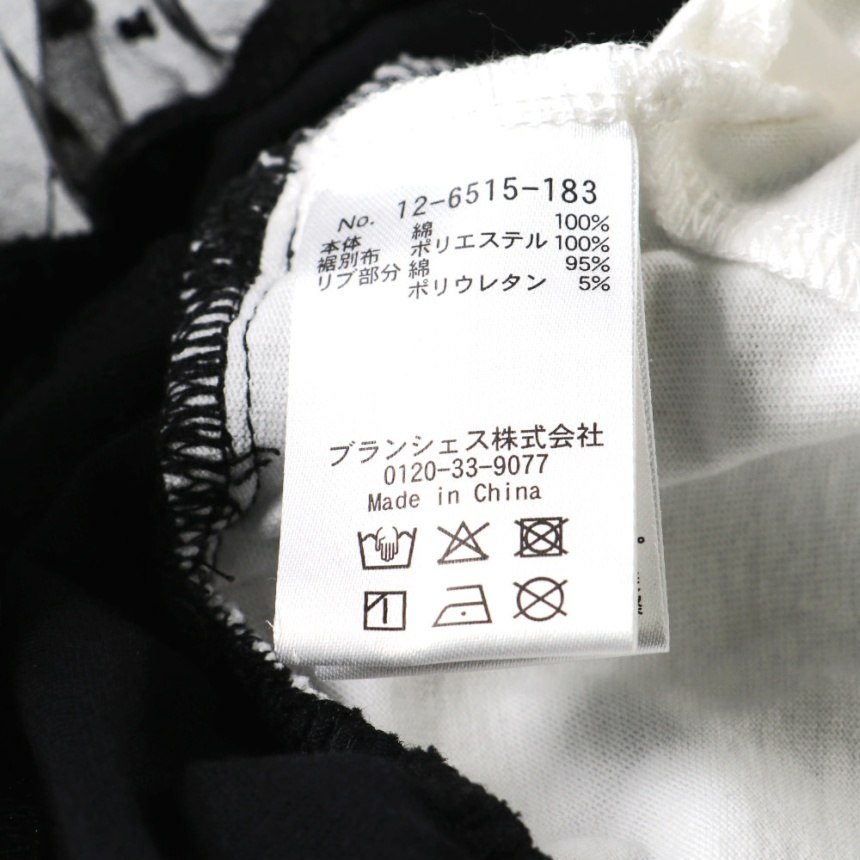 No. 12-6515-183
本体 綿 100%
裾別布 ポリエステル 100%
リブ部分 綿 95%
ポリウレタン 5%
ブランシェス株式会社
0120-33-9077
Made in China